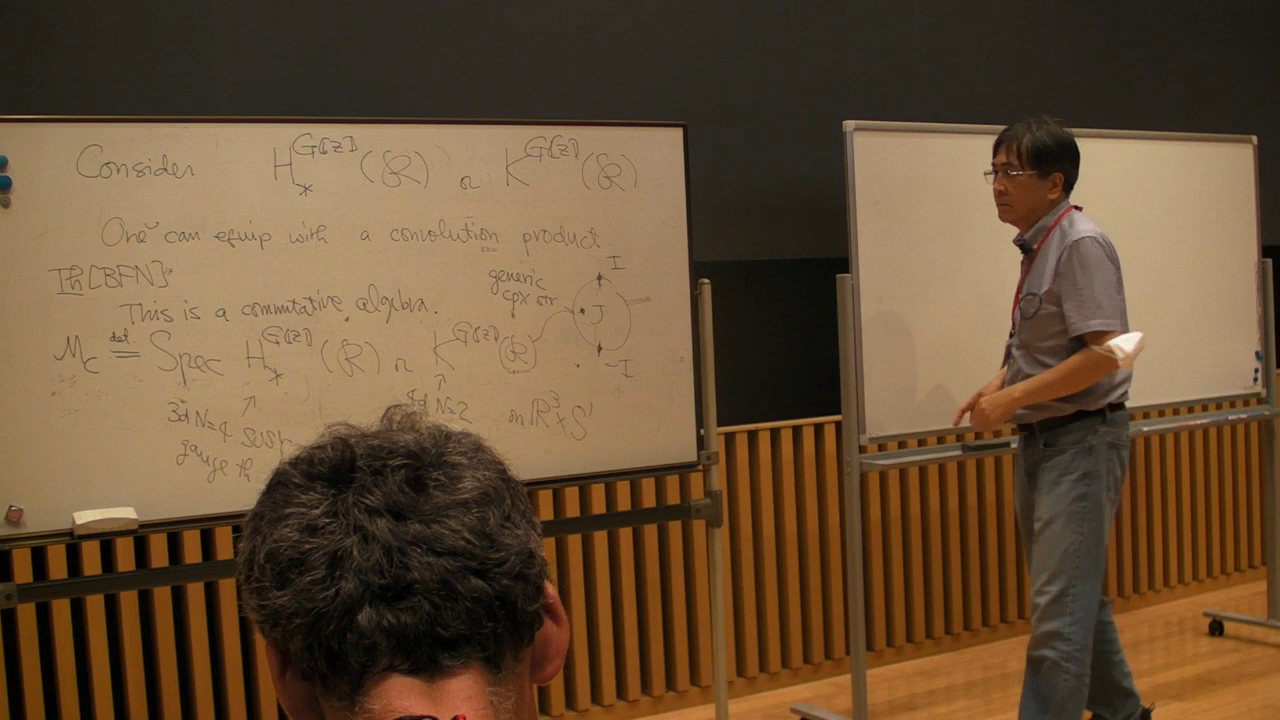 Consider H_*^{G[[z]]}(ℛ) or K^{G[[z]]}(ℛ)
One can equip with a convolution product
Th[BFN]
This is a commutative algebra.
generic
cpx str.
I
J
-I
M_C def.= Spec H_*^{G[[z]]}(ℛ) or K^{G[[z]]}(ℛ)
3d N=4 SUSY
gauge th
4d N=2 on ℝ^3×S^1